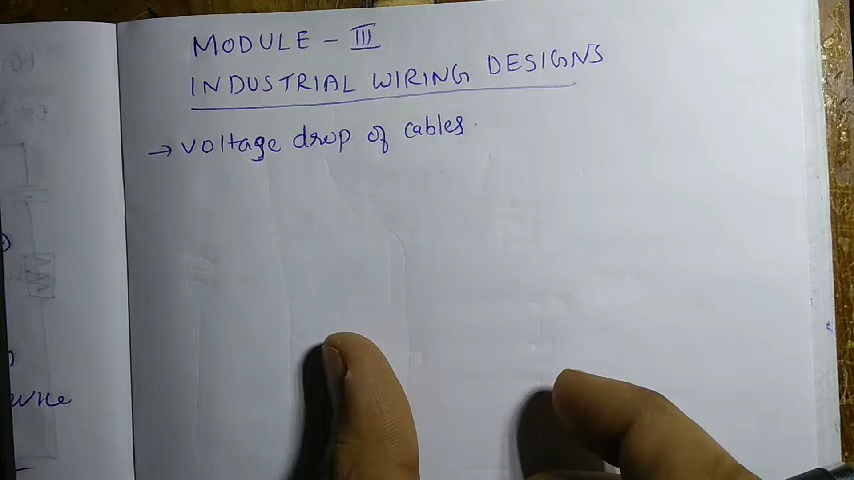 MODULE - III
INDUSTRIAL WIRING DESIGNS
→ voltage drop of cables.